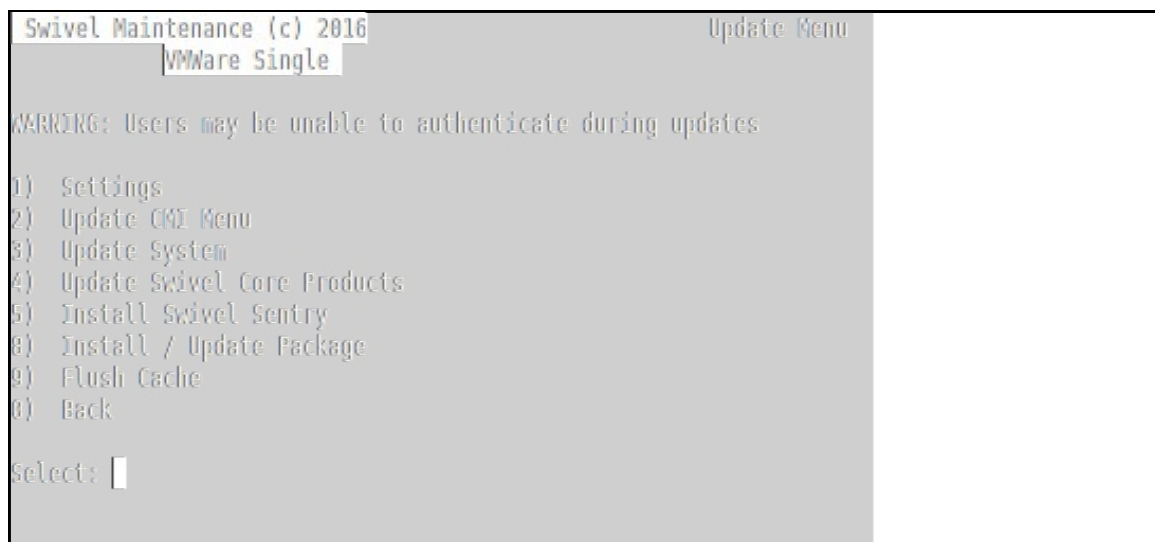 Swivel Maintenance (c) 2016 Update Menu
VMWare Single
WARNING: Users may be unable to authenticate during updates
1) Settings
2) Update CMI Menu
3) Update System
4) Update Swivel Core Products
5) Install Swivel Sentry
8) Install / Update Package
9) Flush Cache
0) Back
Select: